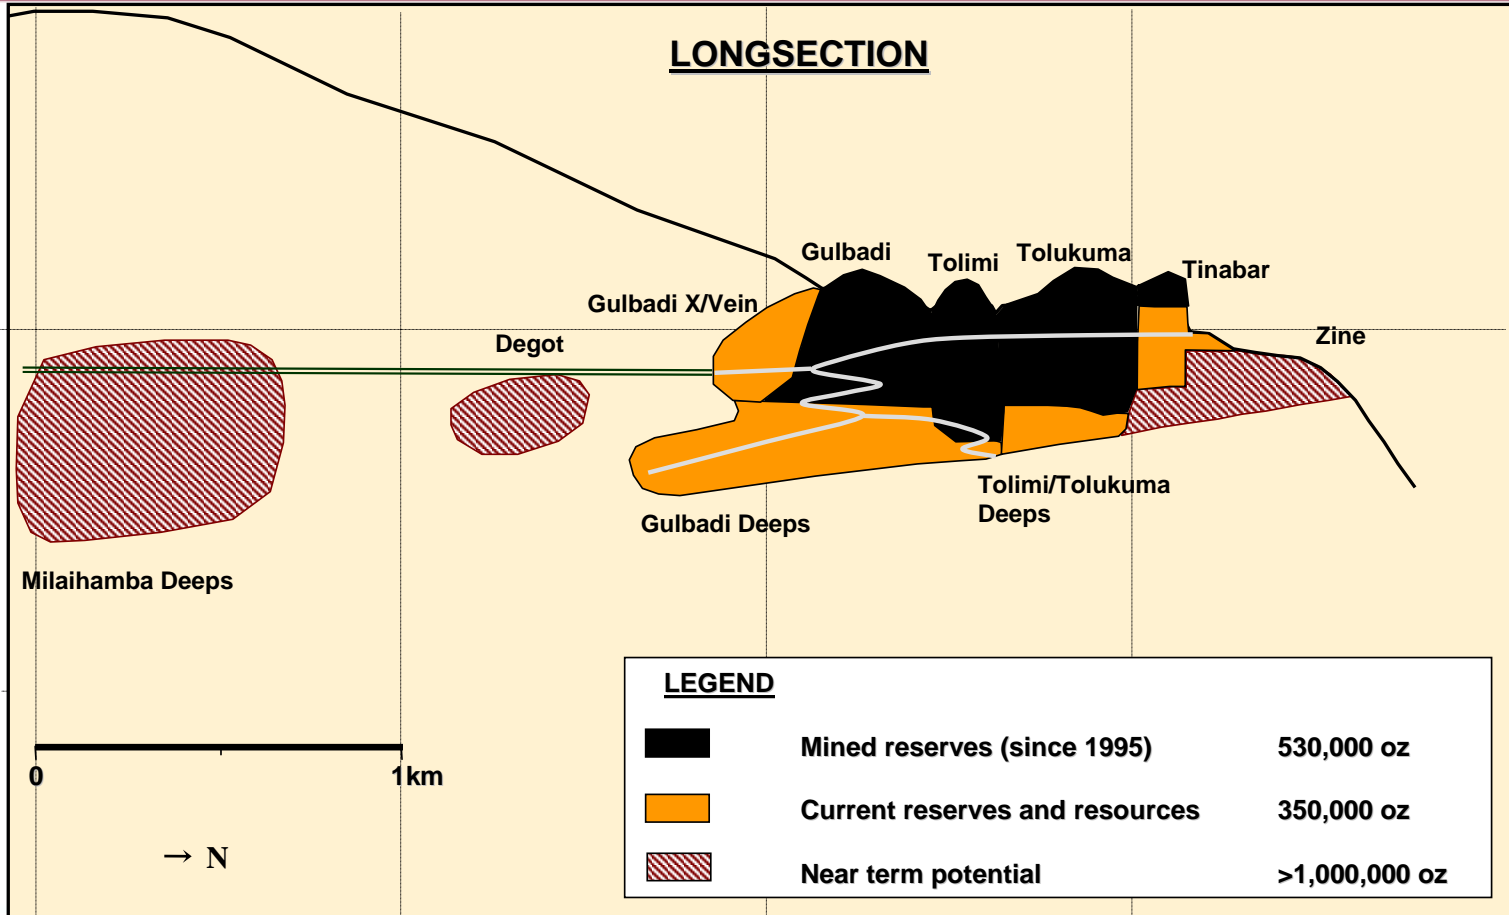 LONGSECTION
Gulbadi
Tolimi
Tolukuma
Tinabar
Gulbadi X/Vein
Degot
Zine
Tolimi/Tolukuma
Deeps
Gulbadi Deeps
Milaihamba Deeps
0
1km
→ N
LEGEND
Mined reserves (since 1995) 530,000 oz
Current reserves and resources 350,000 oz
Near term potential >1,000,000 oz